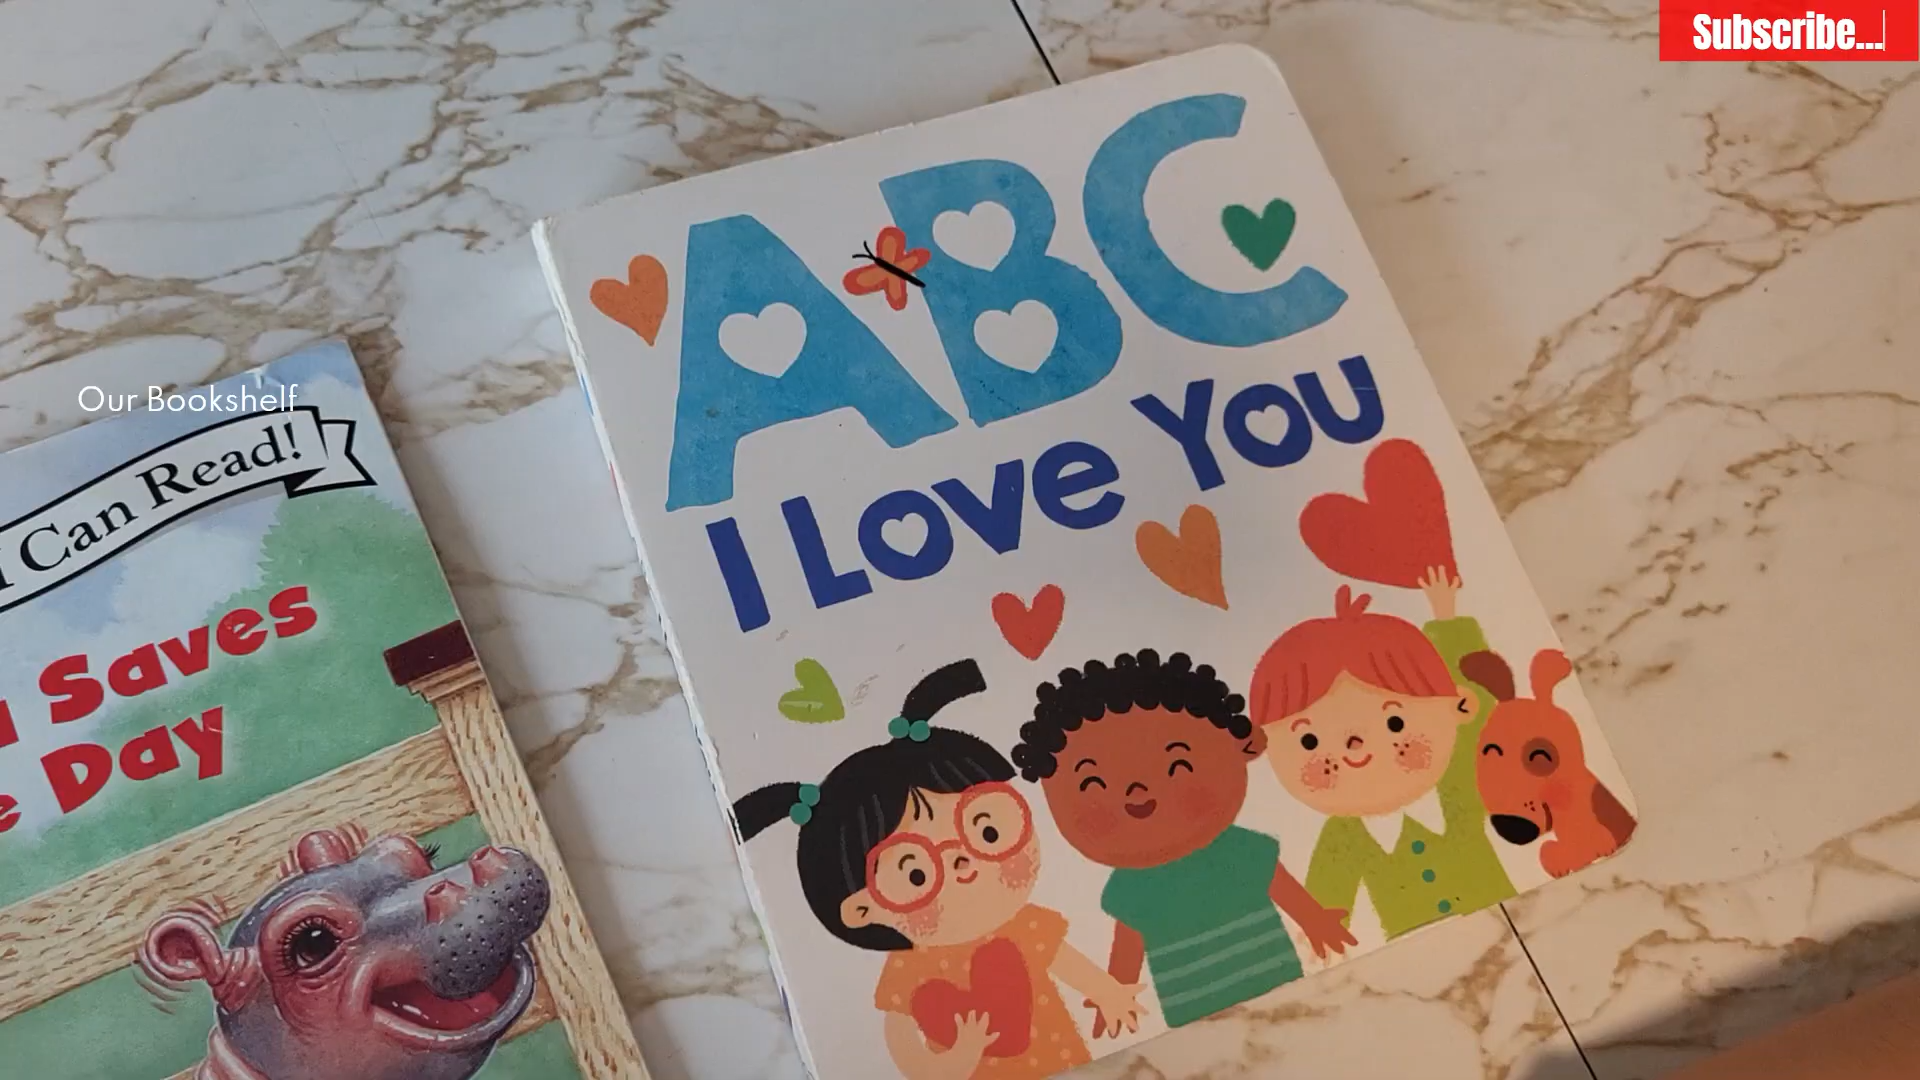 Subscribe...
Our Bookshelf
I Can Read!
Saves
Day
ABC
I Love You